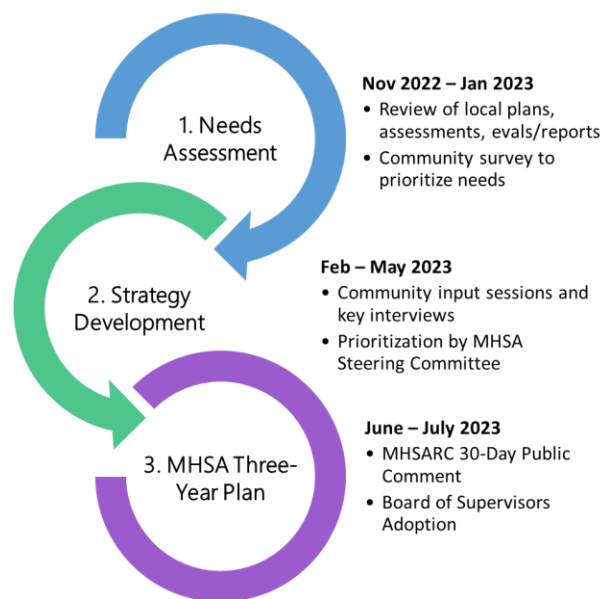 1. Needs
Assessment
Nov 2022 – Jan 2023
• Review of local plans,
assessments, evals/reports
• Community survey to
prioritize needs
2. Strategy
Development
Feb – May 2023
• Community input sessions and
key interviews
• Prioritization by MHSA
Steering Committee
3. MHSA Three-
Year Plan
June – July 2023
• MHSARC 30-Day Public
Comment
• Board of Supervisors
Adoption